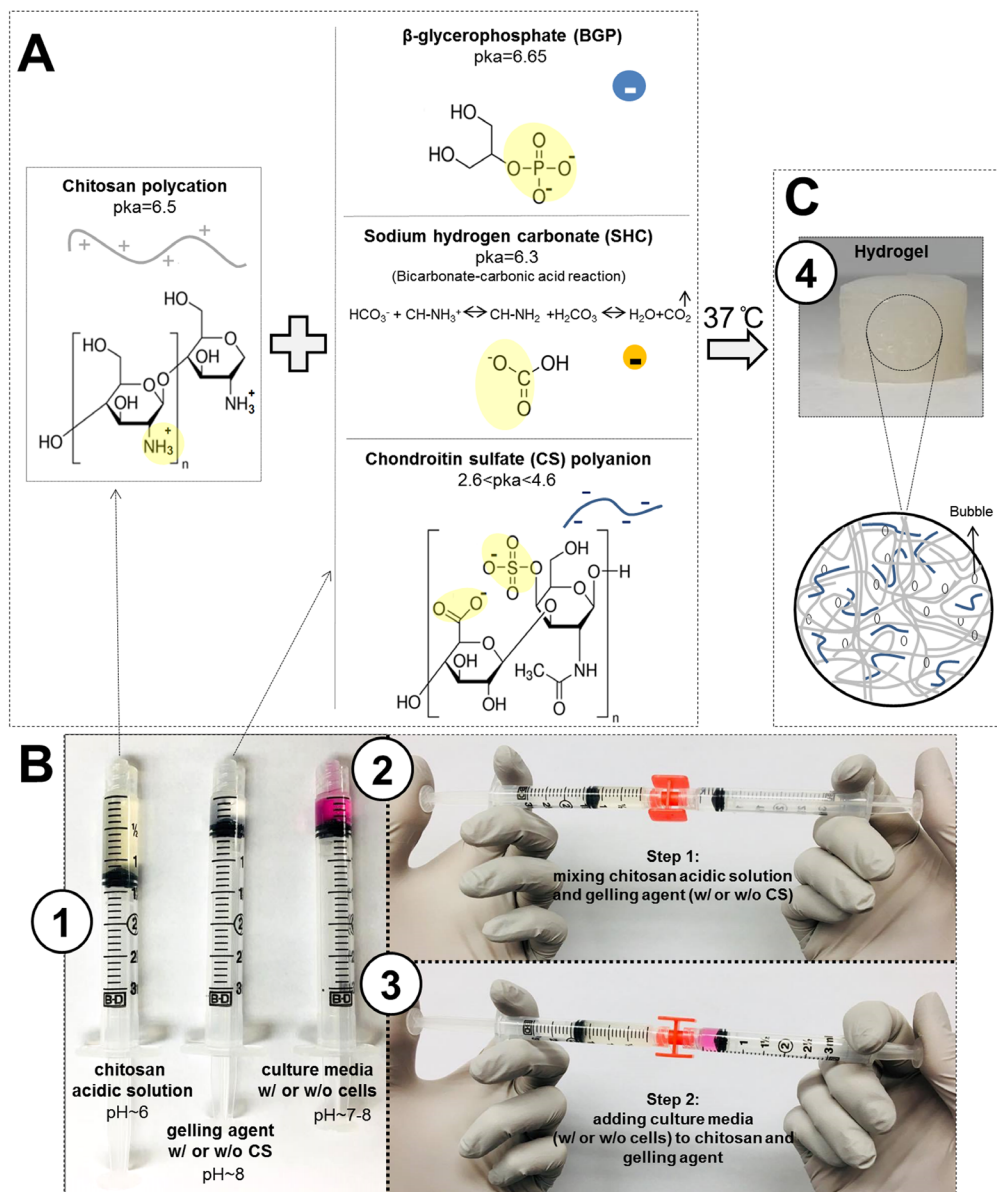 A
β-glycerophosphate (BGP)
pka=6.65
-
HO
HO
O
O
P
O⁻
O⁻
Chitosan polycation
pka=6.5
+ + + +
HO
HO
O
OH
O
O
OH
HO
NH₃⁺
NH₃⁺
n
Sodium hydrogen carbonate (SHC)
pka=6.3
(Bicarbonate-carbonic acid reaction)
HCO₃⁻ + CH-NH₃⁺ ⟺ CH-NH₂ +H₂CO₃ ⟺ H₂O+CO₂ ↑
⁻O
C
OH
O
-
Chondroitin sulfate (CS) polyanion
2.6<pka<4.6
- - - -
O
⁻O
S
O
O
OH
O
H
O
O⁻
O
O
O
OH
HO
OH
H₃C
NH
O
n
37 °C
C
4
Hydrogel
Bubble
B
1
chitosan
acidic solution
pH~6
gelling agent
w/ or w/o CS
pH~8
culture media
w/ or w/o cells
pH~7-8
B-D
B-D
B-D
2
Step 1:
mixing chitosan acidic solution
and gelling agent (w/ or w/o CS)
3
Step 2:
adding culture media
(w/ or w/o cells) to chitosan and
gelling agent